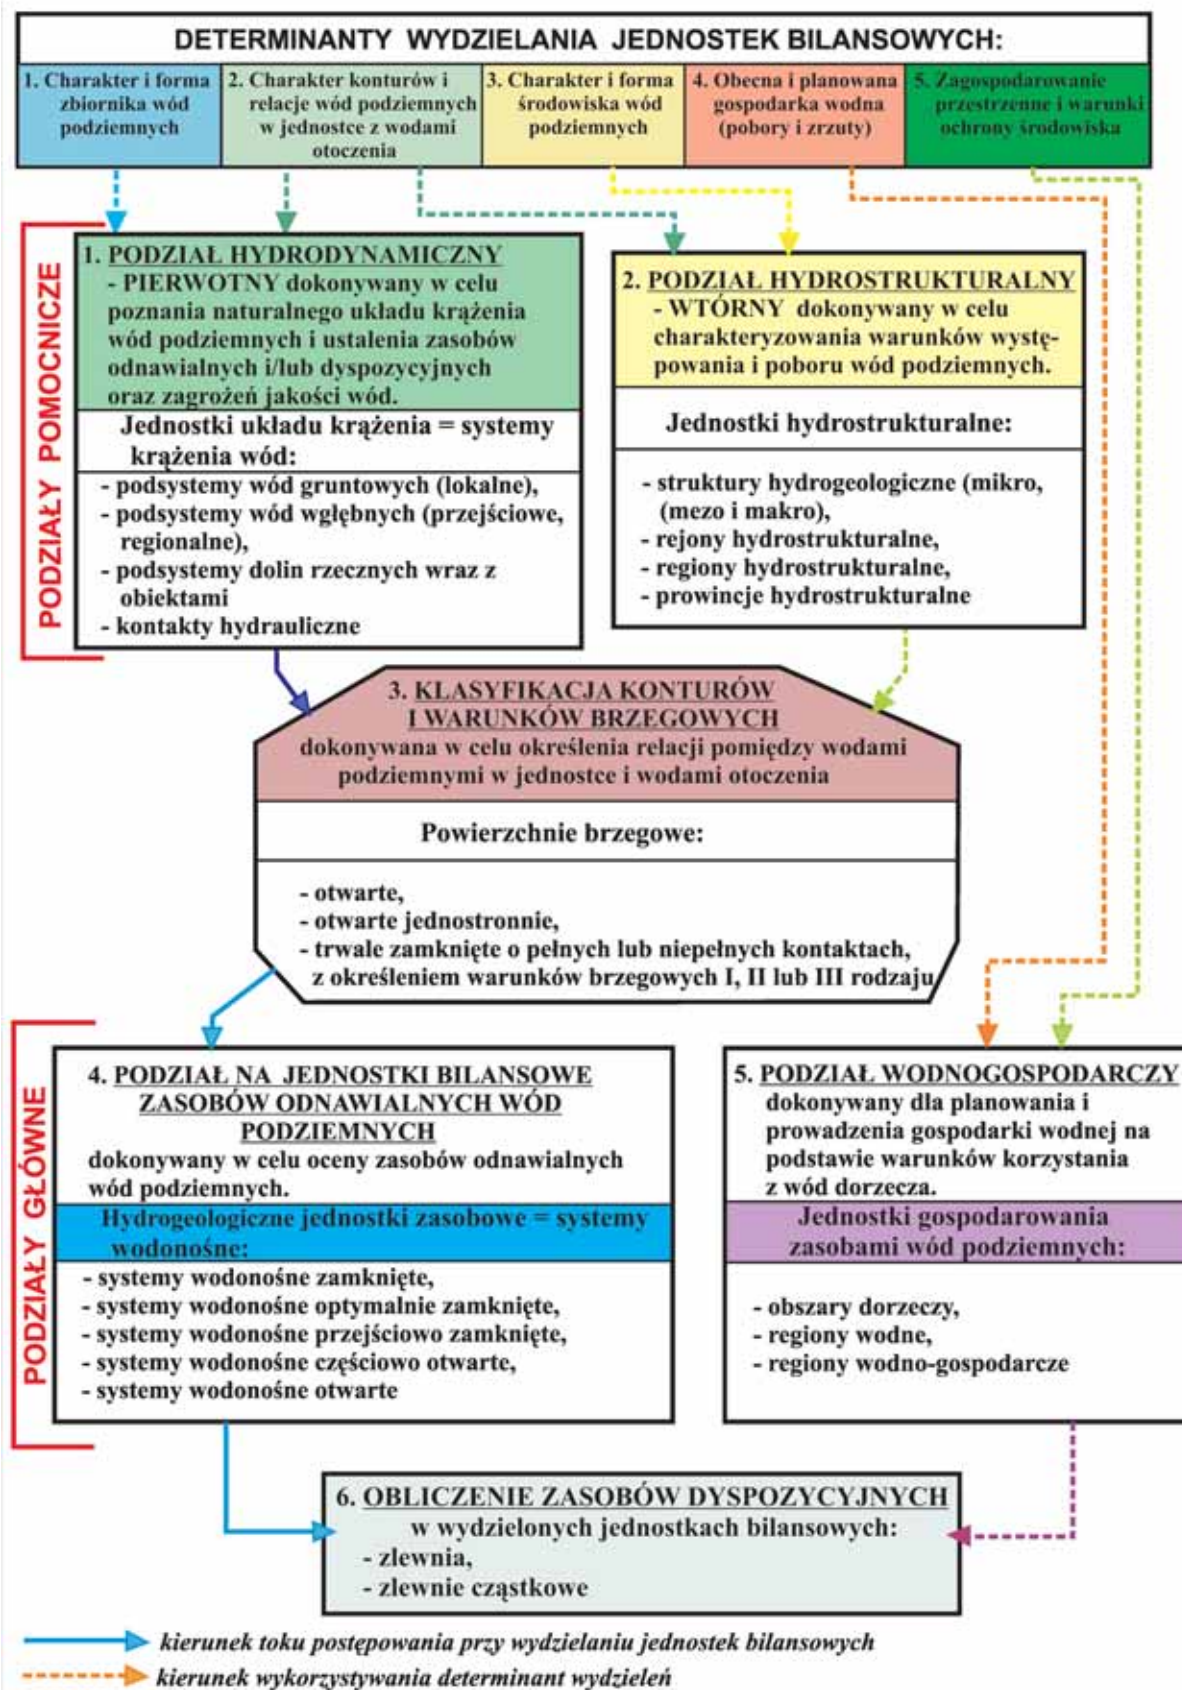 DETERMINANTY WYDZIELANIA JEDNOSTEK BILANSOWYCH:
1. Charakter i forma
zbiornika wód
podziemnych
2. Charakter konturów i
relacje wód podziemnych
w jednostce z wodami
otoczenia
3. Charakter i forma
środowiska wód
podziemnych
4. Obecna i planowana
gospodarka wodna
(pobory i zrzuty)
5. Zagospodarowanie
przestrzenne i warunki
ochrony środowiska
PODZIAŁY POMOCNICZE
1. PODZIAŁ HYDRODYNAMICZNY
- PIERWOTNY dokonywany w celu
poznania naturalnego układu krążenia
wód podziemnych i ustalenia zasobów
odnawialnych i/lub dyspozycyjnych
oraz zagrożeń jakości wód.
Jednostki układu krążenia = systemy
krążenia wód:
- podsystemy wód gruntowych (lokalne),
- podsystemy wód wgłębnych (przejściowe,
regionalne),
- podsystemy dolin rzecznych wraz z
obiektami
- kontakty hydrauliczne
2. PODZIAŁ HYDROSTRUKTURALNY
- WTÓRNY dokonywany w celu
charakteryzowania warunków wystę-
powania i poboru wód podziemnych.
Jednostki hydrostrukturalne:
- struktury hydrogeologiczne (mikro,
(mezo i makro),
- rejony hydrostrukturalne,
- regiony hydrostrukturalne,
- prowincje hydrostrukturalne
3. KLASYFIKACJA KONTURÓW
I WARUNKÓW BRZEGOWYCH
dokonywana w celu określenia relacji pomiędzy wodami
podziemnymi w jednostce i wodami otoczenia
Powierzchnie brzegowe:
- otwarte,
- otwarte jednostronnie,
- trwale zamknięte o pełnych lub niepełnych kontaktach,
z określeniem warunków brzegowych I, II lub III rodzaju
PODZIAŁY GŁÓWNE
4. PODZIAŁ NA JEDNOSTKI BILANSOWE
ZASOBÓW ODNAWIALNYCH WÓD
PODZIEMNYCH
dokonywany w celu oceny zasobów odnawialnych
wód podziemnych.
Hydrogeologiczne jednostki zasobowe = systemy
wodonośne:
- systemy wodonośne zamknięte,
- systemy wodonośne optymalnie zamknięte,
- systemy wodonośne przejściowo zamknięte,
- systemy wodonośne częściowo otwarte,
- systemy wodonośne otwarte
5. PODZIAŁ WODNOGOSPODARCZY
dokonywany dla planowania i
prowadzenia gospodarki wodnej na
podstawie warunków korzystania
z wód dorzecza.
Jednostki gospodarowania
zasobami wód podziemnych:
- obszary dorzeczy,
- regiony wodne,
- regiony wodno-gospodarcze
6. OBLICZENIE ZASOBÓW DYSPOZYCYJNYCH
w wydzielonych jednostkach bilansowych:
- zlewnia,
- zlewnie cząstkowe
kierunek toku postępowania przy wydzielaniu jednostek bilansowych
kierunek wykorzystywania determinant wydzieleń